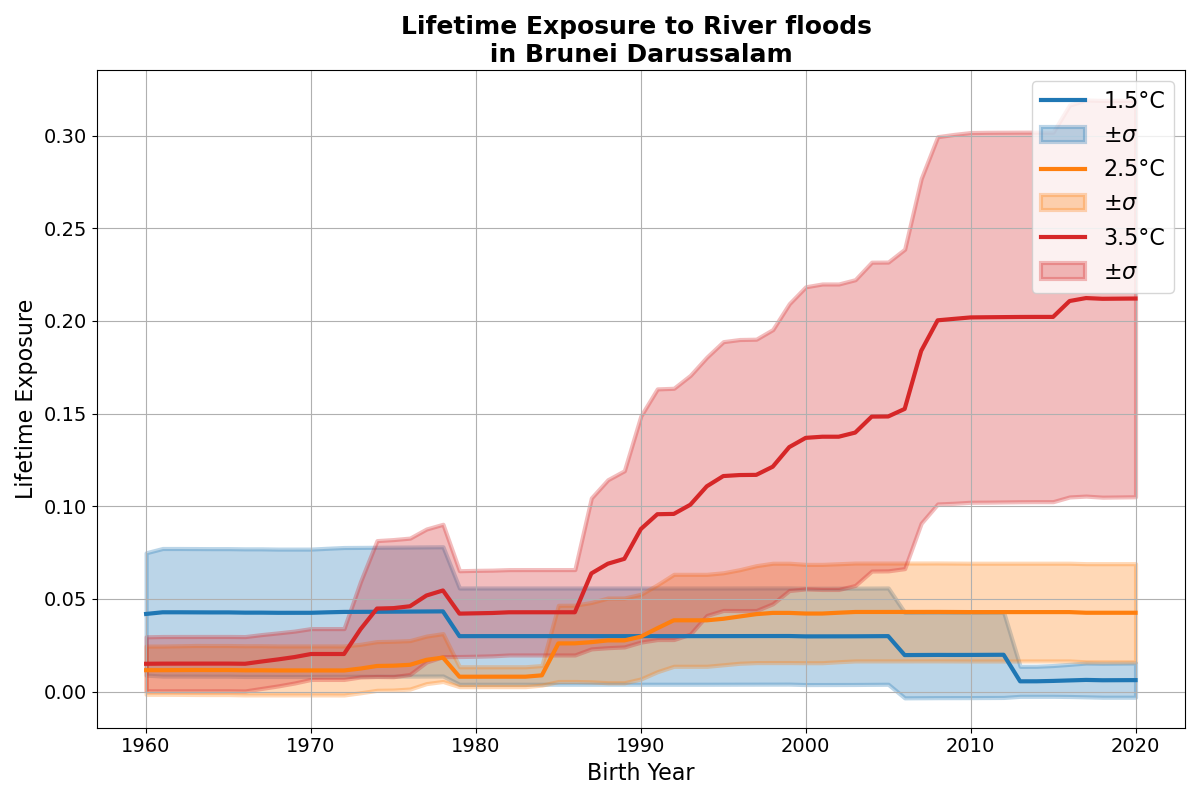 Lifetime Exposure to River floods
in Brunei Darussalam
Lifetime Exposure
0.30
0.25
0.20
0.15
0.10
0.05
0.00
1960
1970
1980
1990
2000
2010
2020
Birth Year
1.5°C
±σ
2.5°C
±σ
3.5°C
±σ